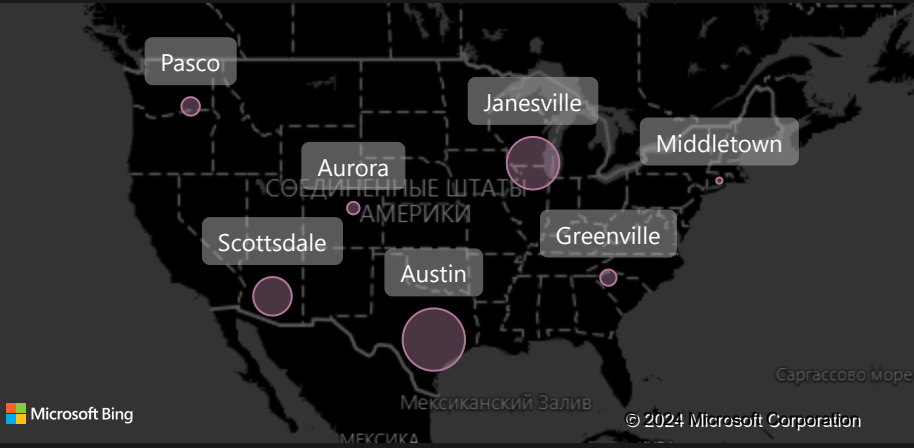 Pasco
Janesville
Middletown
Aurora
СОЕДИНЕННЫЕ ШТАТЫ
АМЕРИКИ
Scottsdale
Greenville
Austin
Саргассово море
Мексиканский Залив
Microsoft Bing
© 2024 Microsoft Corporation
МЕКСИКА